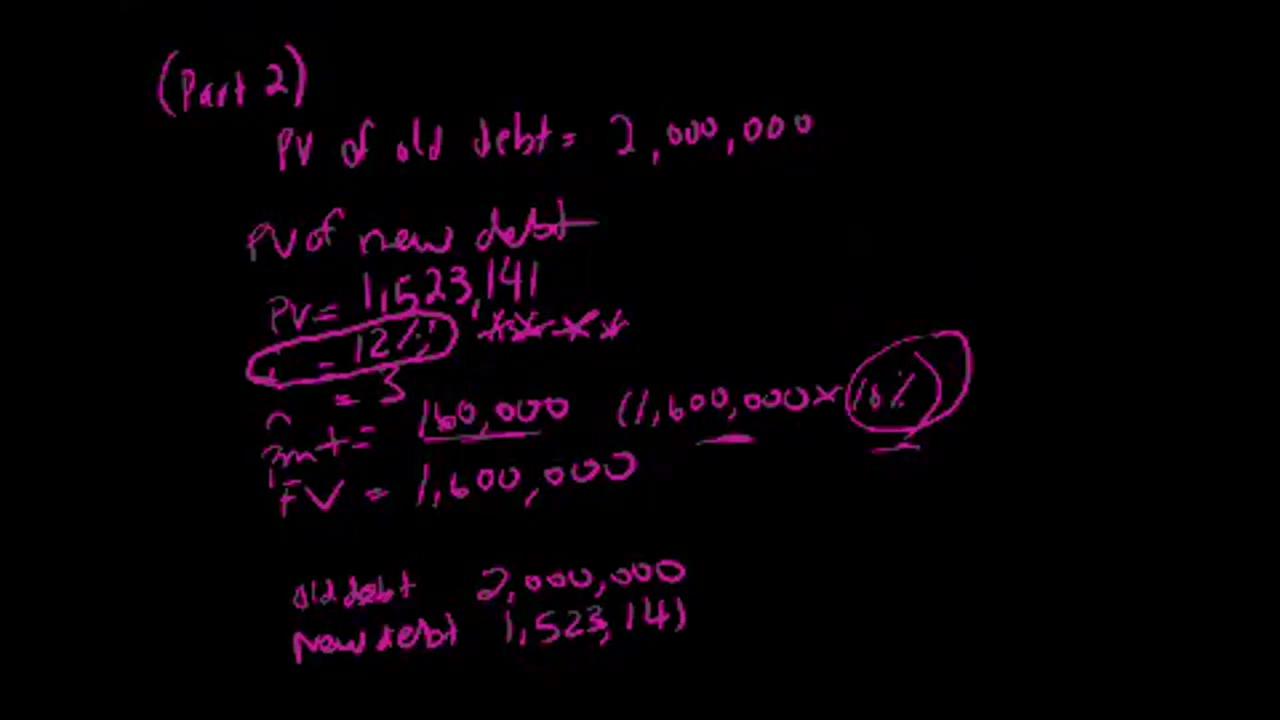 (Part 2)
PV of old debt = 2,000,000
PV of new debt
PV = 1,523,141
i = 12% ****
n = 3
pmt = 160,000 (1,600,000 × 10%)
FV = 1,600,000
old debt 2,000,000
New debt 1,523,141